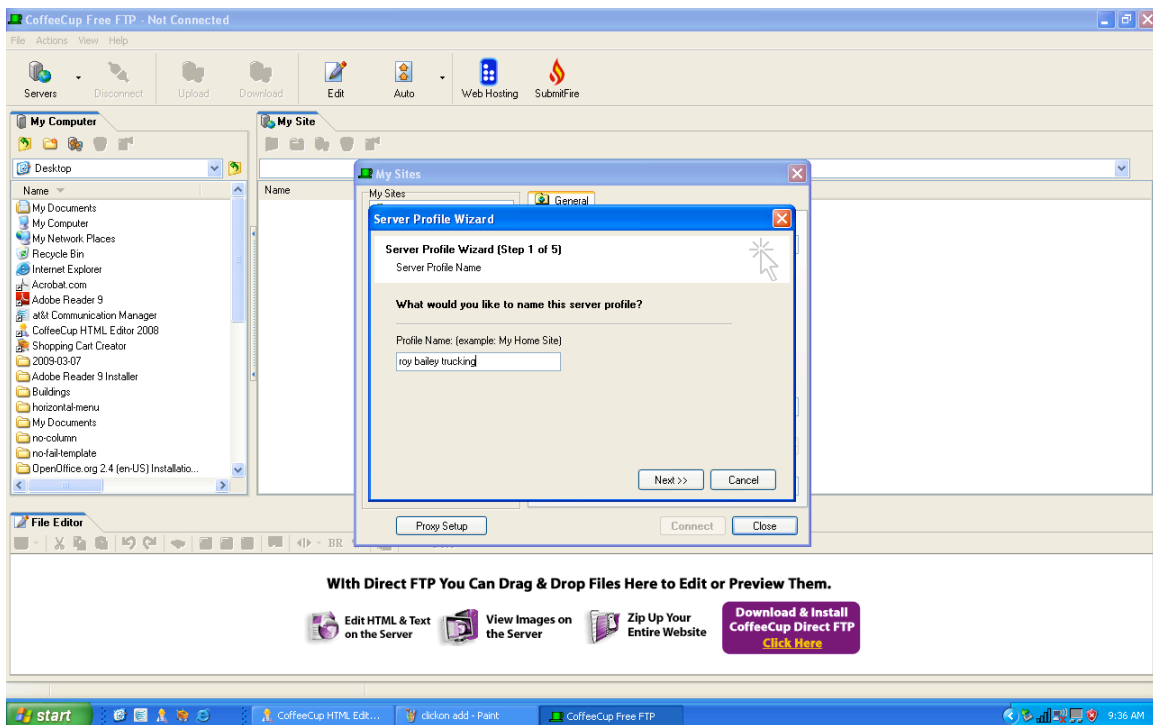 CoffeeCup Free FTP - Not Connected
File Actions View Help
Servers Disconnect Upload Download Edit Auto Web Hosting SubmitFire
My Computer
My Site
Desktop
Name
Name
My Documents
My Computer
My Network Places
Recycle Bin
Internet Explorer
Acrobat.com
Adobe Reader 9
at&t Communication Manager
CoffeeCup HTML Editor 2008
Shopping Cart Creator
2009-03-07
Adobe Reader 9 Installer
Buildings
horizontal-menu
My Documents
no-column
no-fail-template
OpenOffice.org 2.4 (en-US) Installatio...
My Sites
My Sites
General
Server Profile Wizard
Server Profile Wizard (Step 1 of 5)
Server Profile Name
What would you like to name this server profile?
Profile Name: (example: My Home Site)
roy bailey trucking
Next >> Cancel
Proxy Setup Connect Close
File Editor
BR
WIth Direct FTP You Can Drag & Drop Files Here to Edit or Preview Them.
Edit HTML & Text on the Server
View Images on the Server
Zip Up Your Entire Website
Download & Install
CoffeeCup Direct FTP
Click Here
start
CoffeeCup HTML Edit...
clickon add - Paint
CoffeeCup Free FTP
9:36 AM